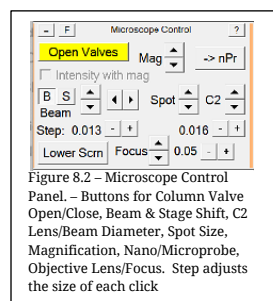 - F Microscope Control ?
Open Valves Mag -> nPr
Intensity with mag
B S Spot C2
Beam
Step: 0.013 - + 0.016 - +
Lower Scrn Focus 0.05 - +
Figure 8.2 – Microscope Control
Panel. – Buttons for Column Valve
Open/Close, Beam & Stage Shift, C2
Lens/Beam Diameter, Spot Size,
Magnification, Nano/Microprobe,
Objective Lens/Focus. Step adjusts
the size of each click